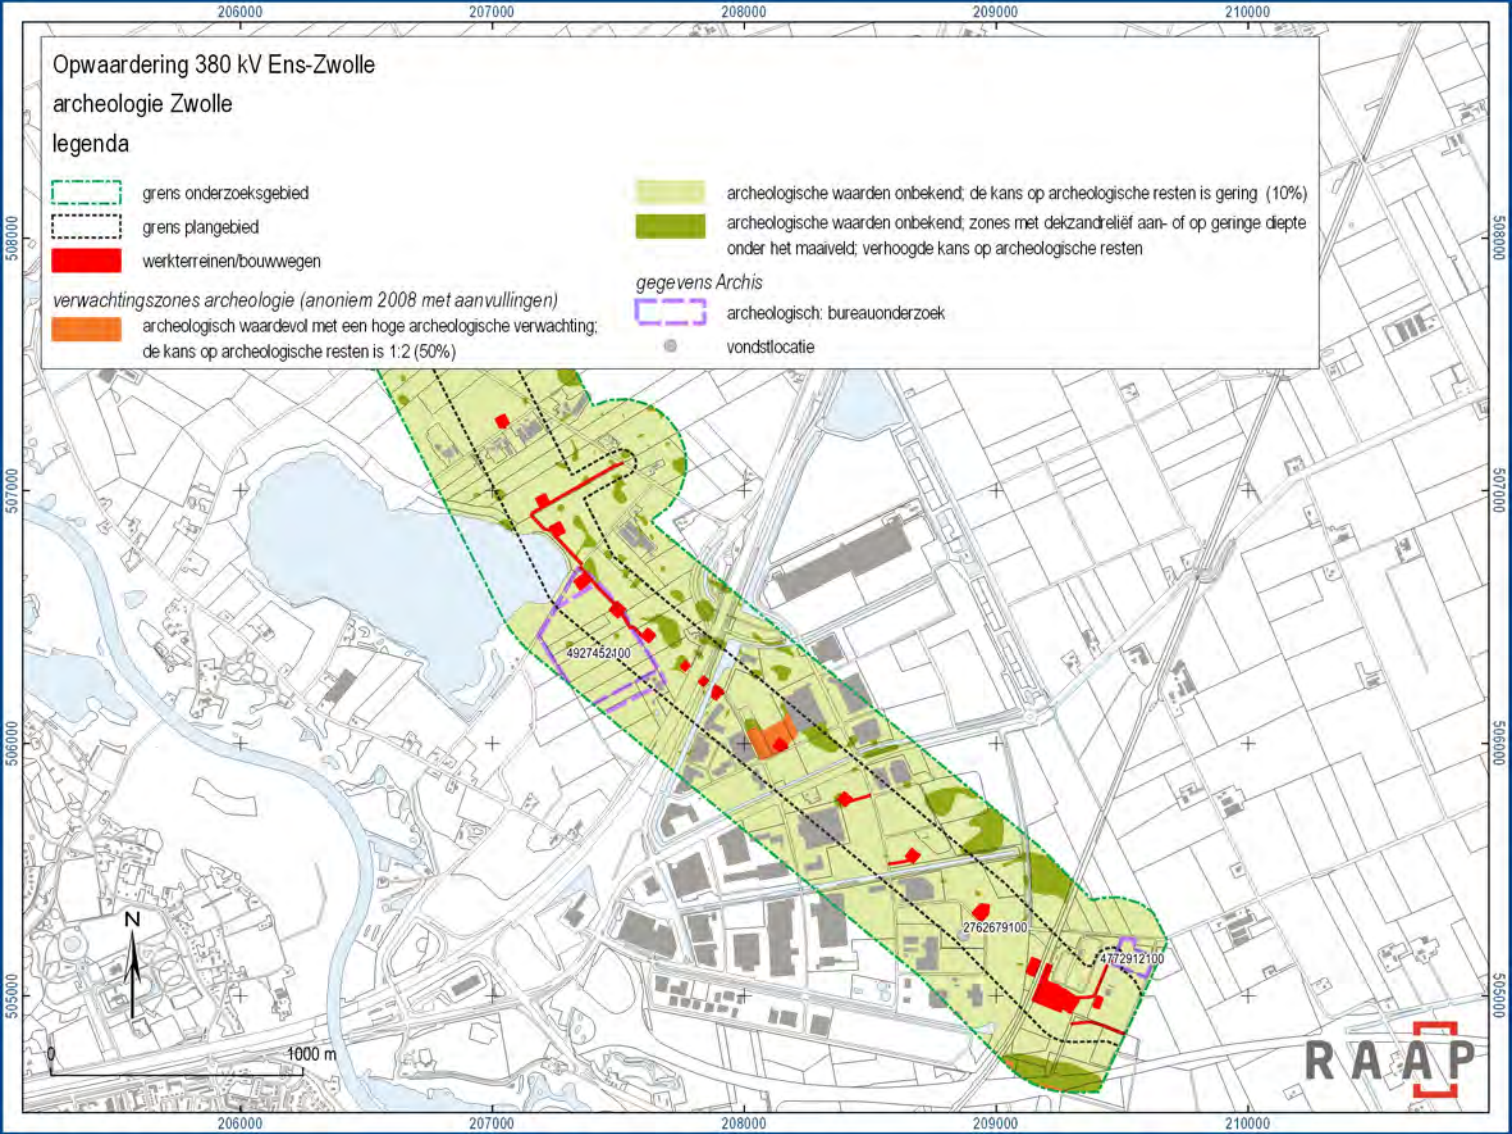 206000 207000 208000 209000 210000
Opwaardering 380 kV Ens-Zwolle
archeologie Zwolle
legenda
grens onderzoeksgebied
grens plangebied
werkterreinen/bouwwegen
verwachtingszones archeologie (anoniem 2008 met aanvullingen)
archeologisch waardevol met een hoge archeologische verwachting;
de kans op archeologische resten is 1:2 (50%)
archeologische waarden onbekend; de kans op archeologische resten is gering (10%)
archeologische waarden onbekend; zones met dekzandreliëf aan- of op geringe diepte
onder het maaiveld; verhoogde kans op archeologische resten
gegevens Archis
archeologisch: bureauonderzoek
vondstlocatie
508000 508000
507000 507000
4927452100
506000 506000
2762679100
4772912100
N
505000 505000
0 1000 m
RAAP
206000 207000 208000 209000 210000